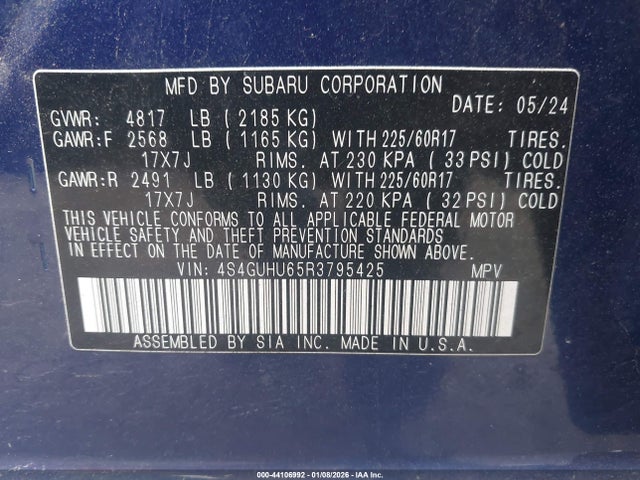 MFD BY SUBARU CORPORATION
DATE: 05/24
GVWR: 4817 LB ( 2185 KG)
GAWR:F 2568 LB ( 1165 KG) WITH 225/60R17 TIRES.
17X7J RIMS. AT 230 KPA ( 33 PSI) COLD
GAWR:R 2491 LB ( 1130 KG) WITH 225/60R17 TIRES.
17X7J RIMS. AT 220 KPA ( 32 PSI) COLD
THIS VEHICLE CONFORMS TO ALL APPLICABLE FEDERAL MOTOR
VEHICLE SAFETY AND THEFT PREVENTION STANDARDS
IN EFFECT ON THE DATE OF MANUFACTURE SHOWN ABOVE.
VIN: 4S4GUHU65R3795425 MPV
ASSEMBLED BY SIA INC. MADE IN U.S.A.
000-44106992 - 01/08/2026 - IAA Inc.